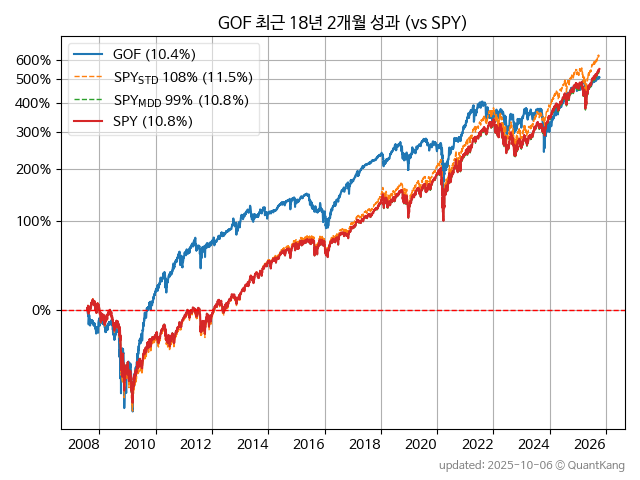 GOF 최근 18년 2개월 성과 (vs SPY)
600%
500%
400%
300%
200%
100%
0%
GOF (10.4%)
SPY_STD 108% (11.5%)
SPY_MDD 99% (10.8%)
SPY (10.8%)
2008 2010 2012 2014 2016 2018 2020 2022 2024 2026
updated: 2025-10-06 © QuantKang